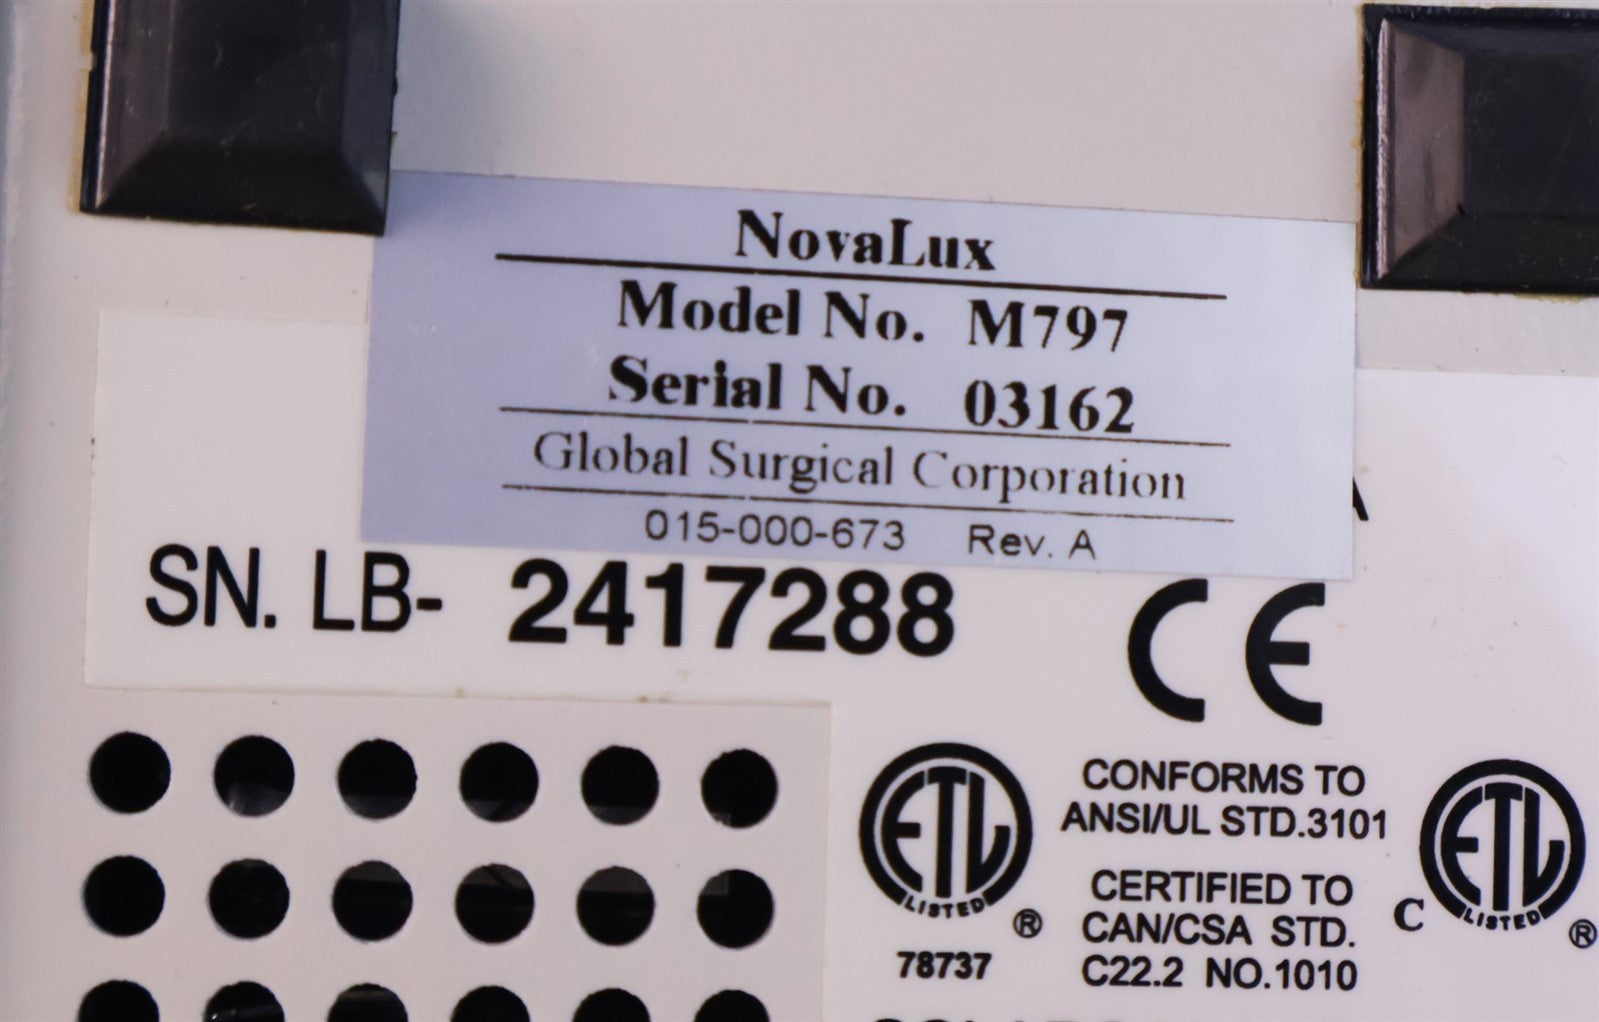 NovaLux
Model No. M797
Serial No. 03162
Global Surgical Corporation
015-000-673 Rev. A
SN. LB- 2417288
CE
ETL
LISTED
®
78737
CONFORMS TO
ANSI/UL STD.3101
CERTIFIED TO
CAN/CSA STD.
C22.2 NO.1010
C
ETL
LISTED
®